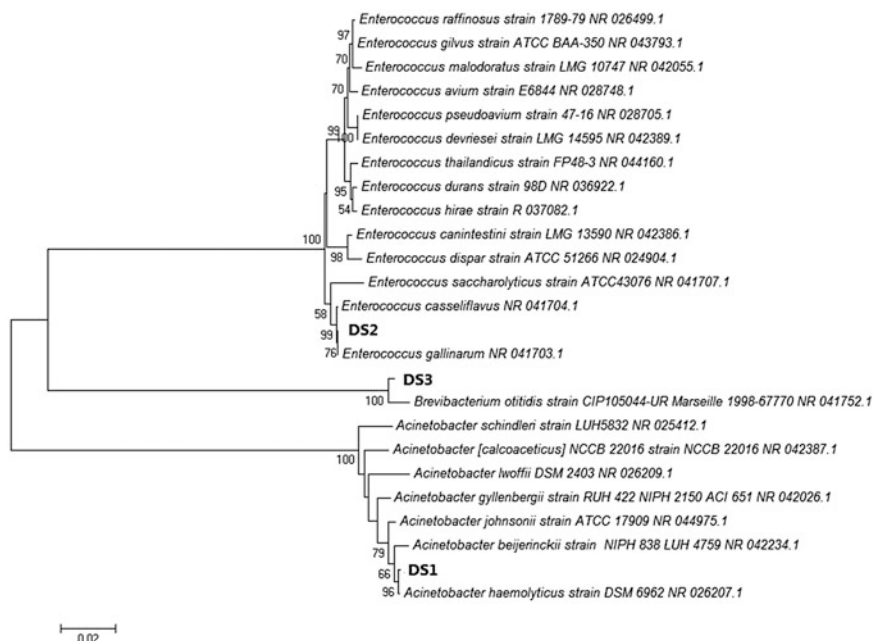 Enterococcus raffinosus strain 1789-79 NR 026499.1
97
Enterococcus gilvus strain ATCC BAA-350 NR 043793.1
70
Enterococcus malodoratus strain LMG 10747 NR 042055.1
70
Enterococcus avium strain E6844 NR 028748.1
Enterococcus pseudoavium strain 47-16 NR 028705.1
99
100
Enterococcus devriesei strain LMG 14595 NR 042389.1
Enterococcus thailandicus strain FP48-3 NR 044160.1
95
Enterococcus durans strain 98D NR 036922.1
54
Enterococcus hirae strain R 037082.1
Enterococcus canintestini strain LMG 13590 NR 042386.1
100
98
Enterococcus dispar strain ATCC 51266 NR 024904.1
Enterococcus saccharolyticus strain ATCC43076 NR 041707.1
Enterococcus casseliflavus NR 041704.1
58
99
DS2
76
Enterococcus gallinarum NR 041703.1
DS3
100
Brevibacterium otitidis strain CIP105044-UR Marseille 1998-67770 NR 041752.1
Acinetobacter schindleri strain LUH5832 NR 025412.1
Acinetobacter [calcoaceticus] NCCB 22016 strain NCCB 22016 NR 042387.1
100
Acinetobacter lwoffii DSM 2403 NR 026209.1
Acinetobacter gyllenbergii strain RUH 422 NIPH 2150 ACI 651 NR 042026.1
Acinetobacter johnsonii strain ATCC 17909 NR 044975.1
79
Acinetobacter beijerinckii strain NIPH 838 LUH 4759 NR 042234.1
66
DS1
96
Acinetobacter haemolyticus strain DSM 6962 NR 026207.1
0.02